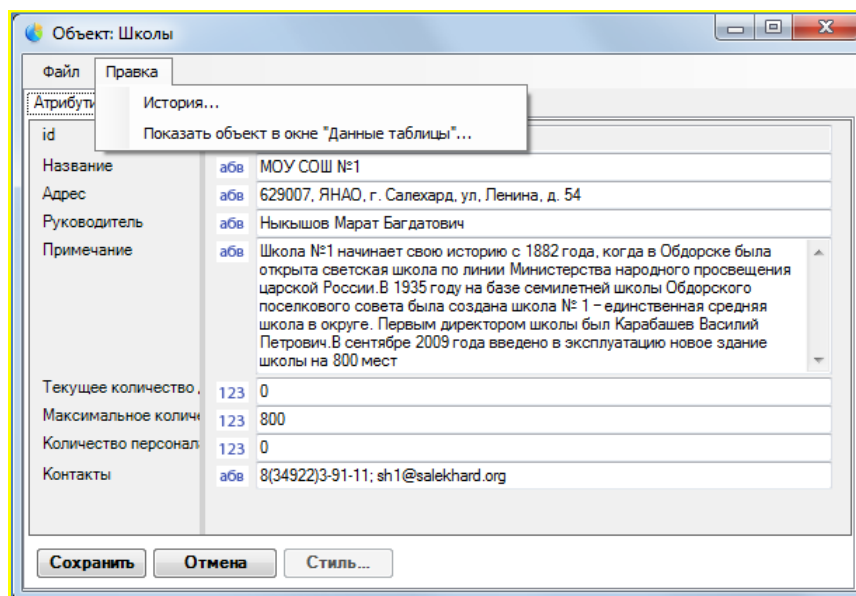 Объект: Школы
Файл Правка
История...
Атрибути
Показать объект в окне "Данные таблицы"...
id
Название абв МОУ СОШ №1
Адрес абв 629007, ЯНАО, г. Салехард, ул, Ленина, д. 54
Руководитель абв Ныкышов Марат Багдатович
Примечание абв Школа №1 начинает свою историю с 1882 года, когда в Обдорске была
открыта светская школа по линии Министерства народного просвещения
царской России.В 1935 году на базе семилетней школы Обдорского
поселкового совета была создана школа № 1 – единственная средняя
школа в округе. Первым директором школы был Карабашев Василий
Петрович.В сентябре 2009 года введено в эксплуатацию новое здание
школы на 800 мест
Текущее количество 123 0
Максимальное количе 123 800
Количество персонал 123 0
Контакты абв 8(34922)3-91-11; sh1@salekhard.org
Сохранить Отмена Стиль...